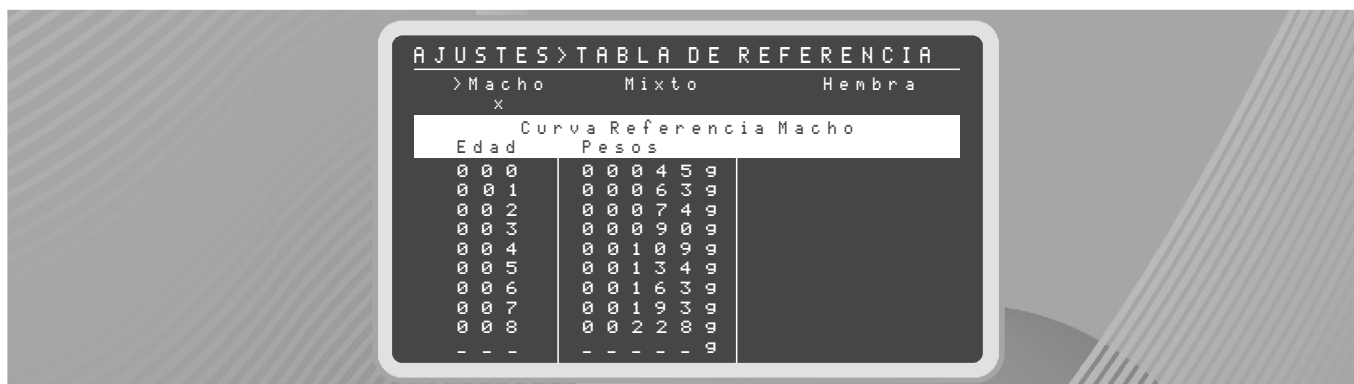 AJUSTES>TABLA DE REFERENCIA
>Macho Mixto Hembra
x
Curva Referencia Macho
Edad Pesos
000 00045g
001 00063g
002 00074g
003 00090g
004 00109g
005 00134g
006 00163g
007 00193g
008 00228g
_ _ _ _ _ _ _ _ g